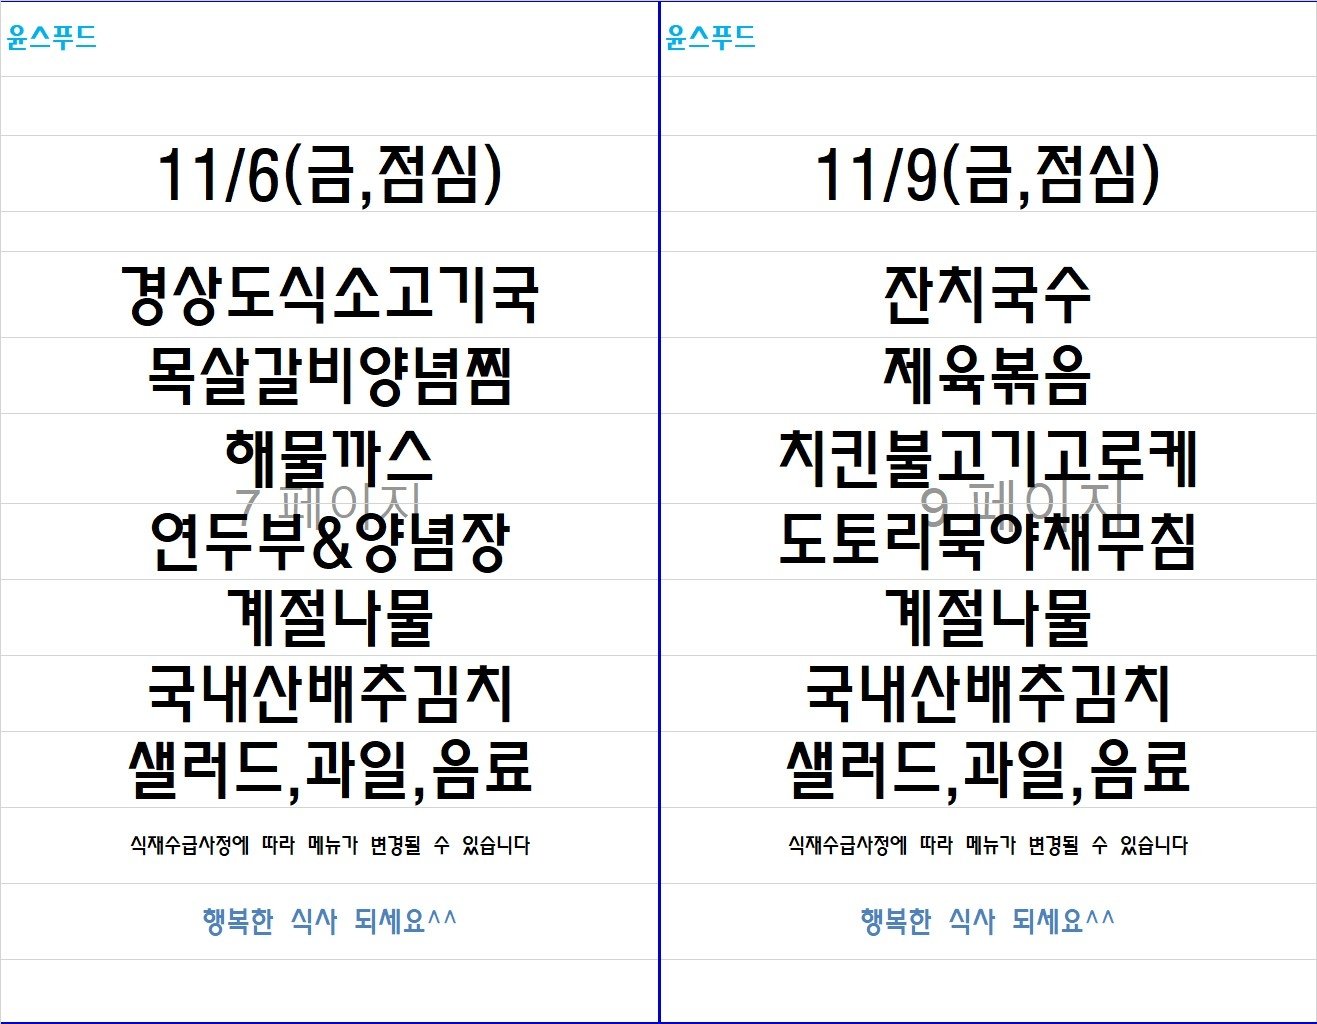 윤스푸드
11/6(금,점심)
경상도식소고기국
목살갈비양념찜
해물까스
7 페이지
연두부&양념장
계절나물
국내산배추김치
샐러드,과일,음료
식재수급사정에 따라 메뉴가 변경될 수 있습니다
행복한 식사 되세요^^
윤스푸드
11/9(금,점심)
잔치국수
제육볶음
치킨불고기고로케
9 페이지
도토리묵야채무침
계절나물
국내산배추김치
샐러드,과일,음료
식재수급사정에 따라 메뉴가 변경될 수 있습니다
행복한 식사 되세요^^